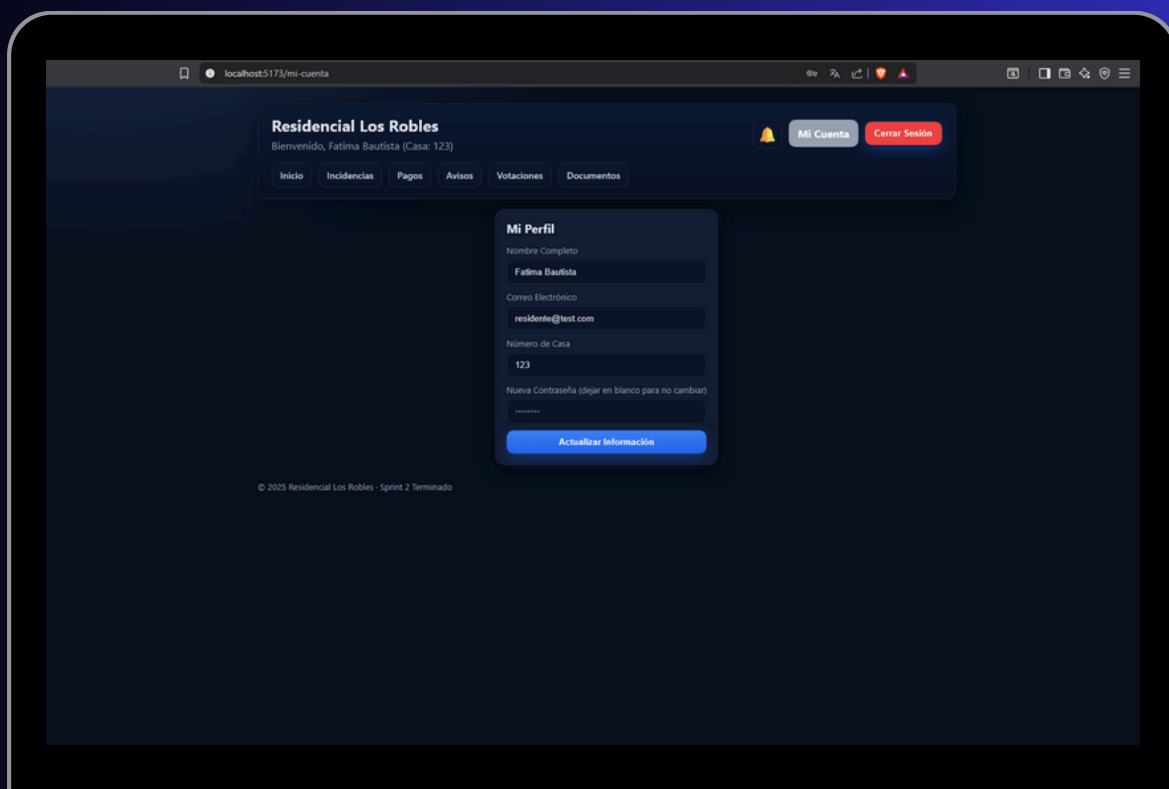 localhost:5173/mi-cuenta
Residencial Los Robles
Bienvenido, Fatima Bautista (Casa: 123)
Mi Cuenta
Cerrar Sesión
Inicio
Incidencias
Pagos
Avisos
Votaciones
Documentos
Mi Perfil
Nombre Completo
Fatima Bautista
Correo Electrónico
residente@test.com
Número de Casa
123
Nueva Contraseña (dejar en blanco para no cambiar)
********
Actualizar Información
© 2025 Residencial Los Robles - Sprint 2 Terminado